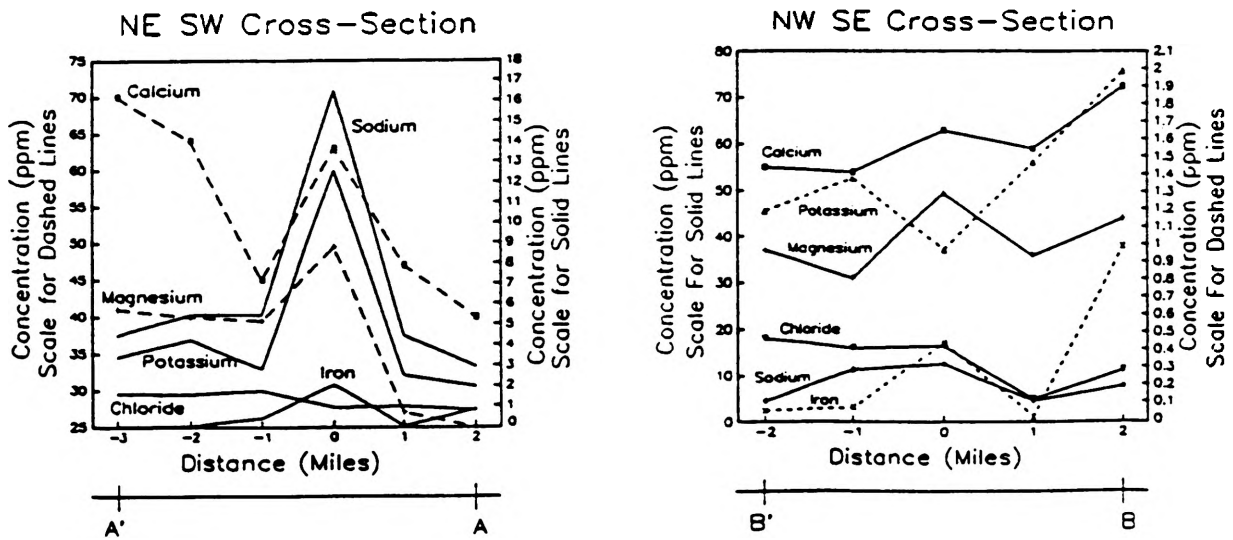 NE SW Cross-Section
Concentration (ppm)
Scale for Dashed Lines
75
70
65
60
55
50
45
40
35
30
25
Calcium
Sodium
Magnesium
Potassium
Iron
Chloride
18
17
16
15
14
13
12
11
10
9
8
7
6
5
4
3
2
1
0
Concentration (ppm)
Scale for Solid Lines
-3 -2 -1 0 1 2
Distance (Miles)
A' A
NW SE Cross-Section
Concentration (ppm)
Scale For Solid Lines
80
70
60
50
40
30
20
10
0
Calcium
Potassium
Magnesium
Chloride
Sodium
Iron
2.1
2
1.9
1.8
1.7
1.6
1.5
1.4
1.3
1.2
1.1
1
0.9
0.8
0.7
0.6
0.5
0.4
0.3
0.2
0.1
0
Concentration (ppm)
Scale For Dashed Lines
-2 -1 0 1 2
Distance (Miles)
B' B